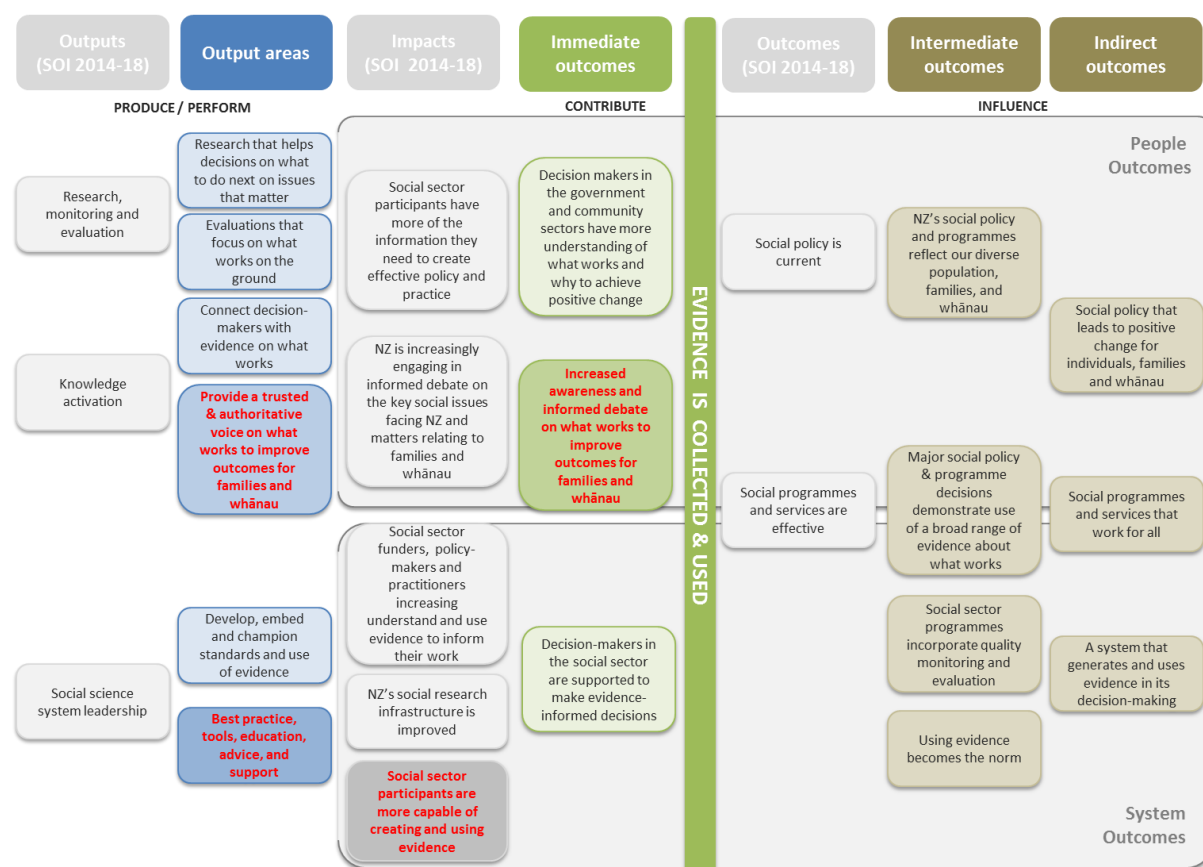 Outputs
(SOI 2014-18)
Output areas
Impacts
(SOI 2014-18)
Immediate
outcomes
Outcomes
(SOI 2014-18)
Intermediate
outcomes
Indirect
outcomes
PRODUCE / PERFORM
CONTRIBUTE
INFLUENCE
People
Outcomes
Research,
monitoring and
evaluation
Research that helps
decisions on what
to do next on issues
that matter
Evaluations that
focus on what
works on the
ground
Social sector
participants have
more of the
information they
need to create
effective policy and
practice
Decision makers in
the government
and community
sectors have more
understanding of
what works and
why to achieve
positive change
Social policy is
current
NZ's social policy
and programmes
reflect our diverse
population,
families, and
whānau
Social policy that
leads to positive
change for
individuals, families
and whānau
Knowledge
activation
Connect decision-
makers with
evidence on what
works
Provide a trusted
& authoritative
voice on what
works to improve
outcomes for
families and
whānau
NZ is increasingly
engaging in
informed debate on
the key social issues
facing NZ and
matters relating to
families and
whānau
Increased
awareness and
informed debate
on what works to
improve
outcomes for
families and
whānau
EVIDENCE IS COLLECTED & USED
Social programmes
and services are
effective
Major social policy
& programme
decisions
demonstrate use
of a broad range of
evidence about
what works
Social programmes
and services that
work for all
Social science
system leadership
Develop, embed
and champion
standards and use
of evidence
Best practice,
tools, education,
advice, and
support
Social sector
funders, policy-
makers and
practitioners
increasing
understand and use
evidence to inform
their work
NZ's social research
infrastructure is
improved
Social sector
participants are
more capable of
creating and using
evidence
Decision-makers in
the social sector
are supported to
make evidence-
informed decisions
Social sector
programmes
incorporate quality
monitoring and
evaluation
Using evidence
becomes the norm
A system that
generates and uses
evidence in its
decision-making
System
Outcomes